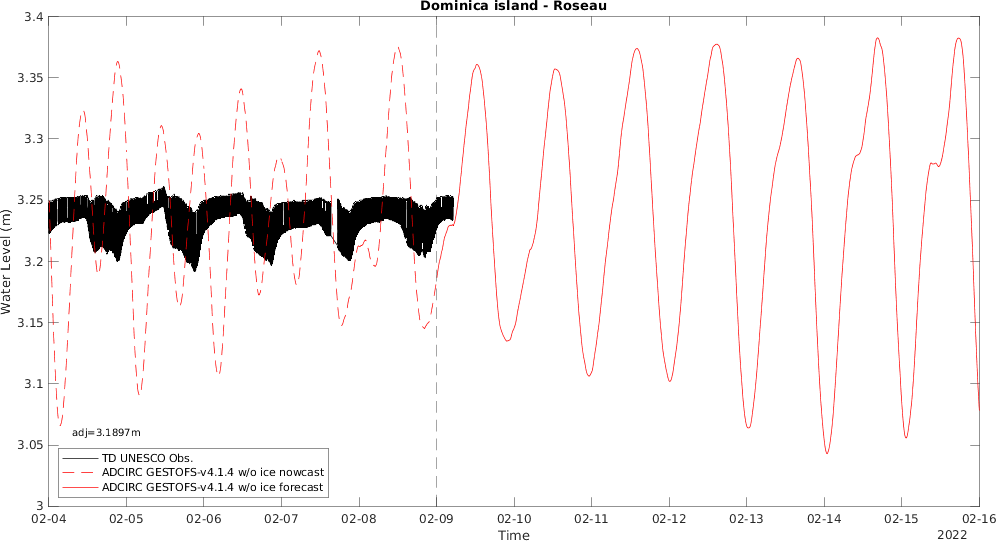 Dominica island - Roseau
3.4
3.35
3.3
3.25
3.2
3.15
3.1
3.05
3
Water Level (m)
adj=3.1897m
TD UNESCO Obs.
ADCIRC GESTOFS-v4.1.4 w/o ice nowcast
ADCIRC GESTOFS-v4.1.4 w/o ice forecast
02-04 02-05 02-06 02-07 02-08 02-09 02-10 02-11 02-12 02-13 02-14 02-15 02-16
Time
2022